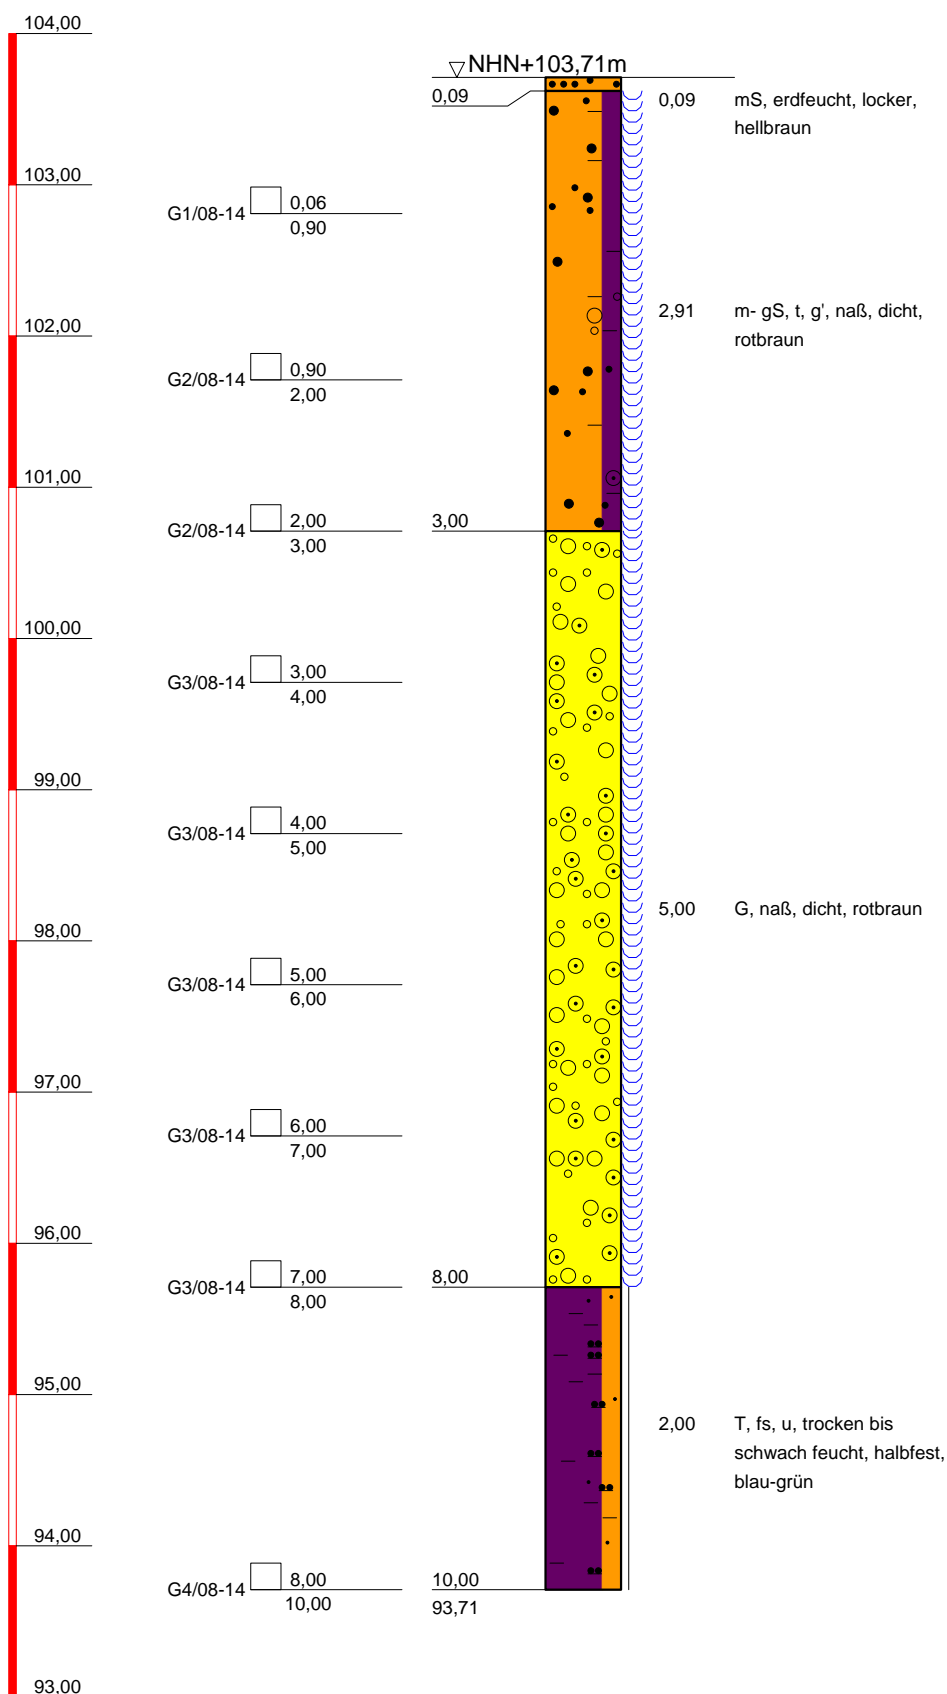 104,00
NHN+103,71m
0,09
0,09 mS, erdfeucht, locker,
hellbraun
103,00
G1/08-14 0,06
0,90
102,00
2,91 m- gS, t, g', naß, dicht,
rotbraun
G2/08-14 0,90
2,00
101,00
G2/08-14 2,00
3,00
3,00
100,00
G3/08-14 3,00
4,00
99,00
G3/08-14 4,00
5,00
5,00 G, naß, dicht, rotbraun
98,00
G3/08-14 5,00
6,00
97,00
G3/08-14 6,00
7,00
96,00
G3/08-14 7,00
8,00
8,00
95,00
2,00 T, fs, u, trocken bis
schwach feucht, halbfest,
blau-grün
94,00
G4/08-14 8,00
10,00
10,00
93,71
93,00